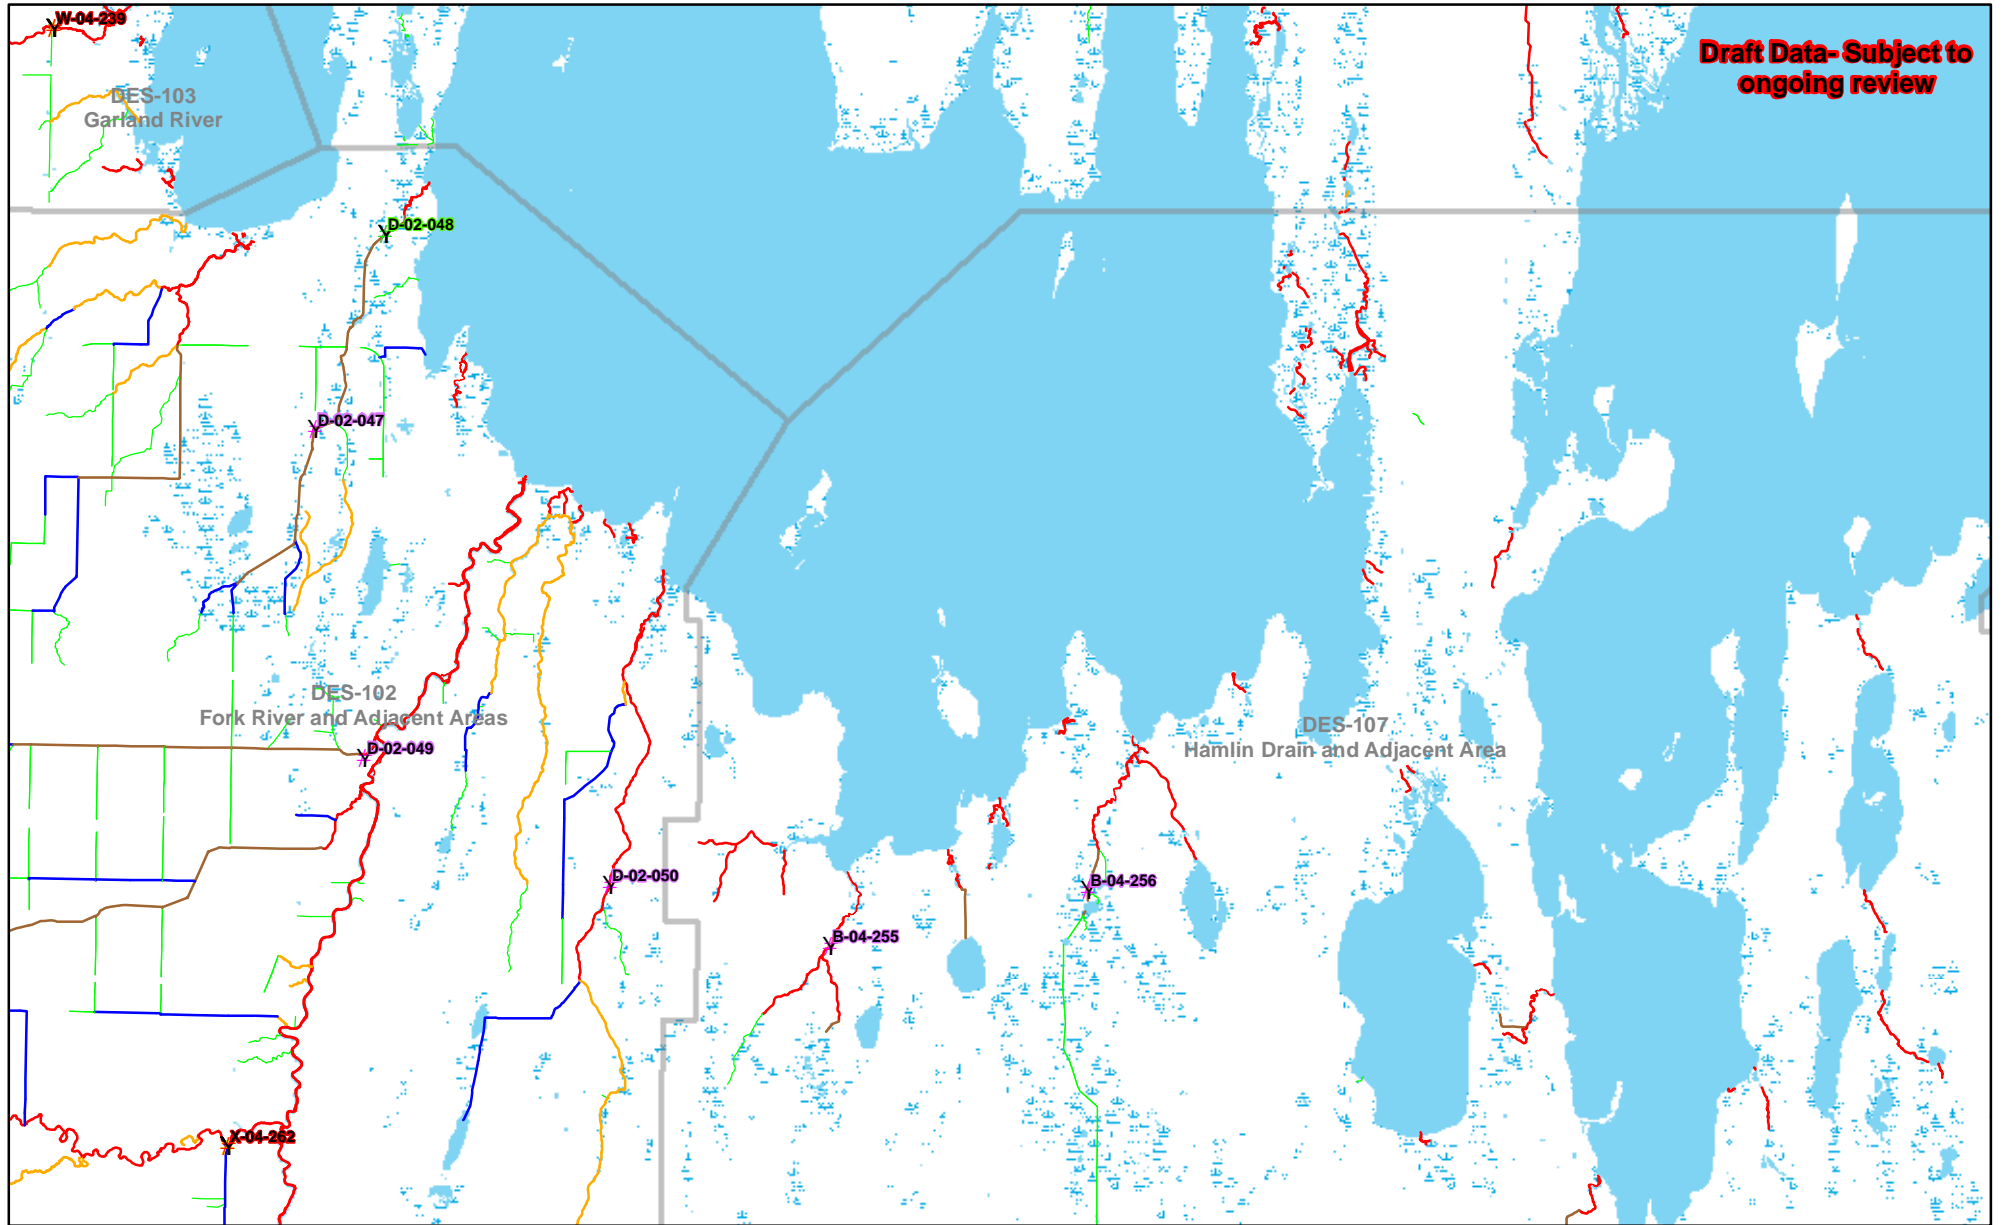 W-04-239
Draft Data- Subject to
ongoing review
DES-103
Garland River
D-02-048
D-02-047
DES-102
Fork River and Adjacent Areas
D-02-049
DES-107
Hamlin Drain and Adjacent Area
D-02-050
B-04-256
B-04-255
X-04-262